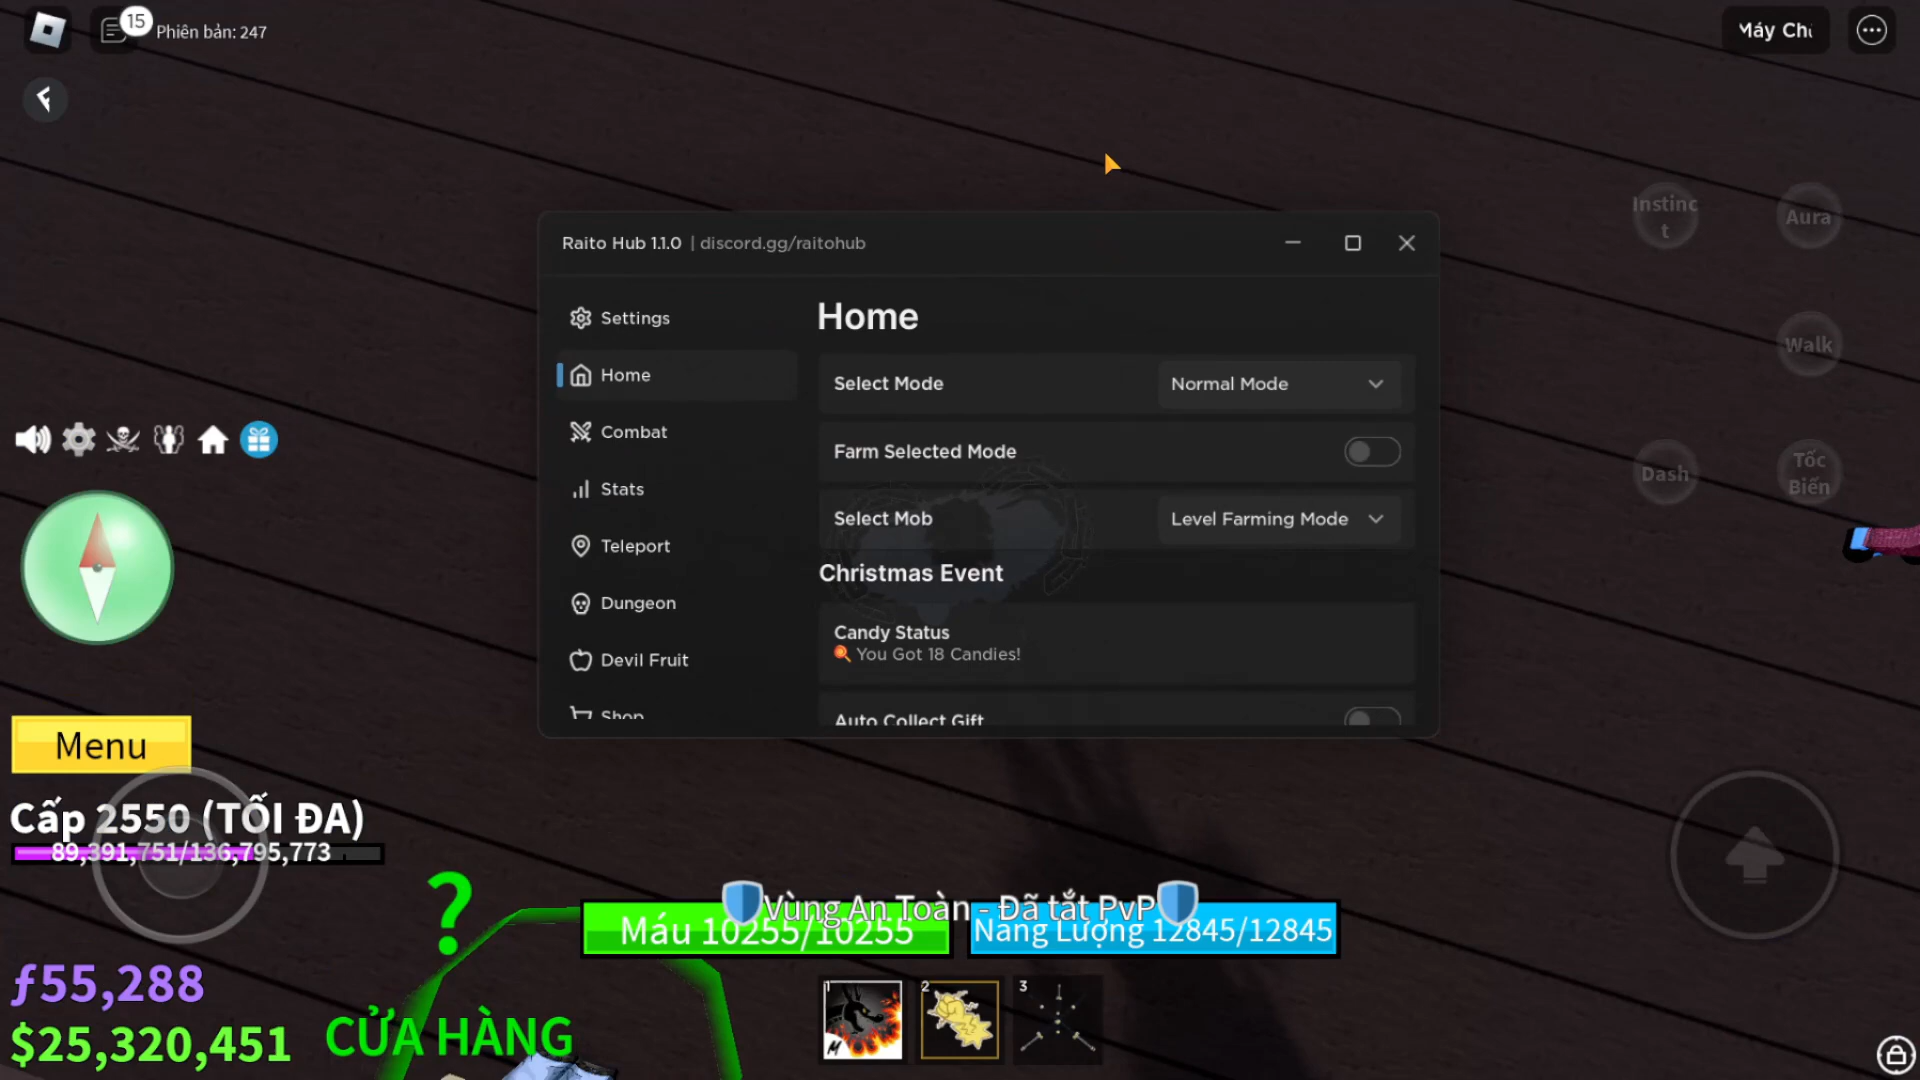 15
Phiên bản: 247
Máy Chủ
Raito Hub 1.1.0 | discord.gg/raitohub
Instinc
t
Aura
Settings
Home
Home
Combat
Stats
Teleport
Dungeon
Devil Fruit
Shop
Select Mode
Normal Mode
Farm Selected Mode
Select Mob
Level Farming Mode
Christmas Event
Candy Status
You Got 18 Candies!
Auto Collect Gift
Walk
Dash
Tốc
Biến
Menu
Cấp 2550 (TỐI ĐA)
89,391,751/136,795,773
?
Vùng An Toàn - Đã tắt PvP
Máu 10255/10255
Năng Lượng 12845/12845
ƒ55,288
$25,320,451
CỬA HÀNG
1
M
2
3